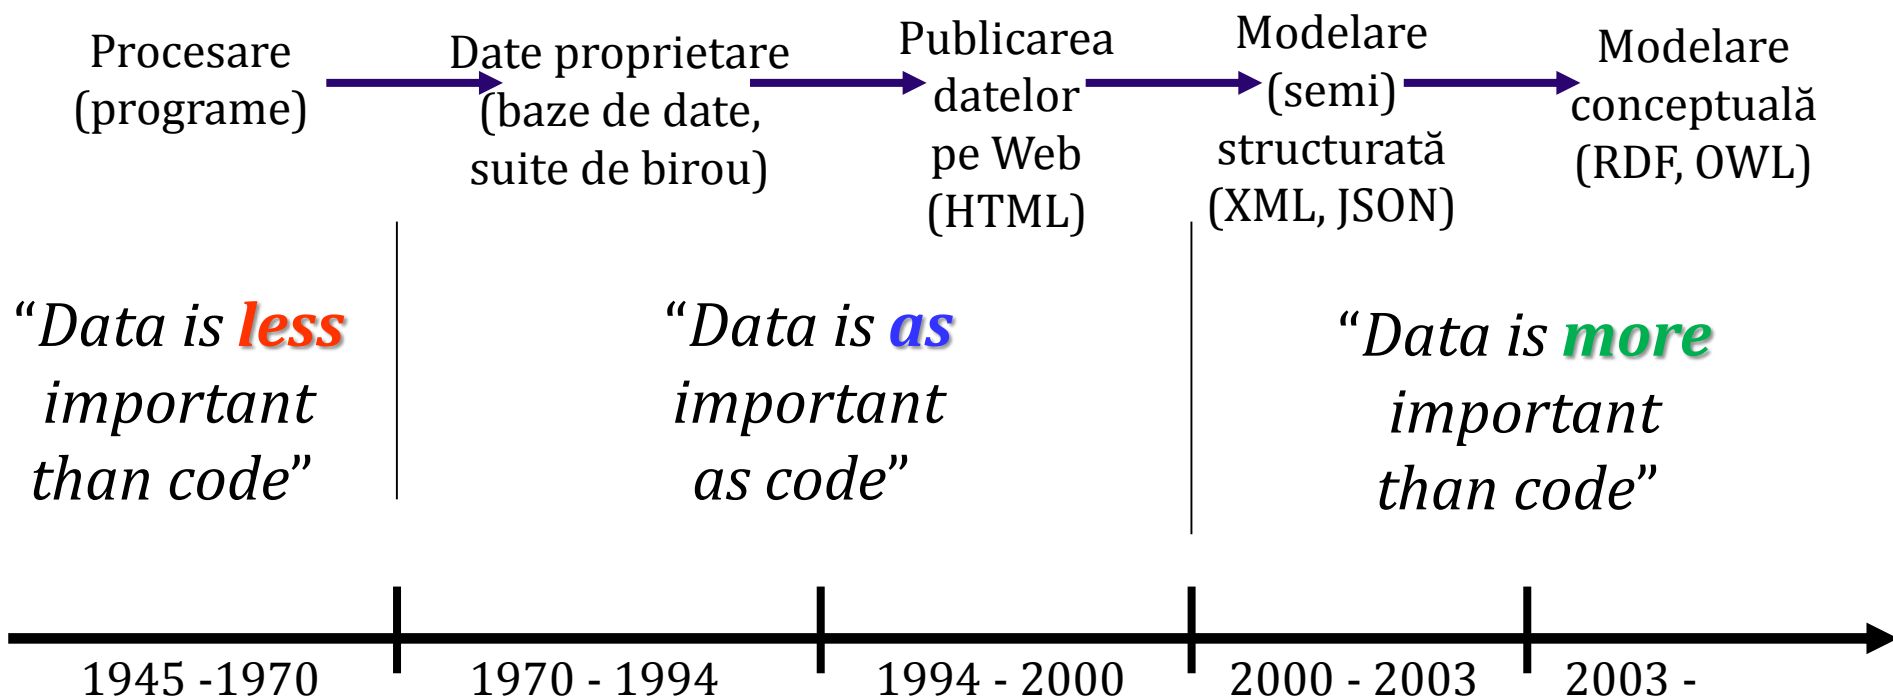 Procesare
(programe)
Date proprietare
(baze de date,
suite de birou)
Publicarea
datelor
pe Web
(HTML)
Modelare
(semi)
structurată
(XML, JSON)
Modelare
conceptuală
(RDF, OWL)
“Data is less
important
than code”
“Data is as
important
as code”
“Data is more
important
than code”
1945 -1970
1970 - 1994
1994 - 2000
2000 - 2003
2003 -